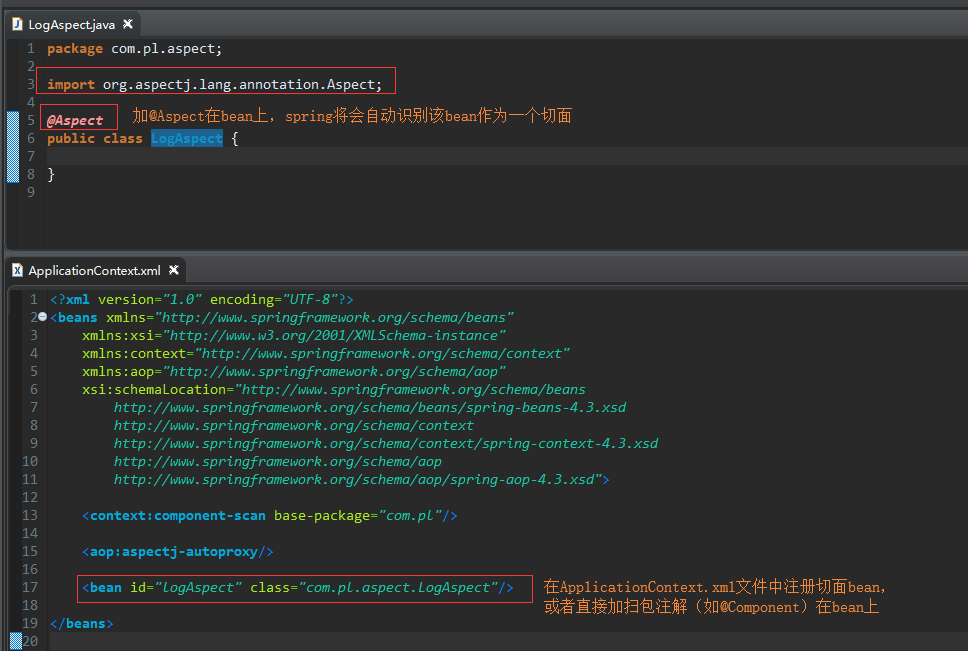 LogAspect.java
1 package com.pl.aspect;
2
3 import org.aspectj.lang.annotation.Aspect;
4
5 @Aspect 加@Aspect在bean上，spring将会自动识别该bean作为一个切面
6 public class LogAspect {
7
8 }
9
ApplicationContext.xml
1 <?xml version="1.0" encoding="UTF-8"?>
2 <beans xmlns="http://www.springframework.org/schema/beans"
3 xmlns:xsi="http://www.w3.org/2001/XMLSchema-instance"
4 xmlns:context="http://www.springframework.org/schema/context"
5 xmlns:aop="http://www.springframework.org/schema/aop"
6 xsi:schemaLocation="http://www.springframework.org/schema/beans
7 http://www.springframework.org/schema/beans/spring-beans-4.3.xsd
8 http://www.springframework.org/schema/context
9 http://www.springframework.org/schema/context/spring-context-4.3.xsd
10 http://www.springframework.org/schema/aop
11 http://www.springframework.org/schema/aop/spring-aop-4.3.xsd">
12
13 <context:component-scan base-package="com.pl"/>
14
15 <aop:aspectj-autoproxy/>
16
17 <bean id="logAspect" class="com.pl.aspect.LogAspect"/> 在ApplicationContext.xml文件中注册切面bean,
18 或者直接加扫包注解（如@Component）在bean上
19 </beans>
20